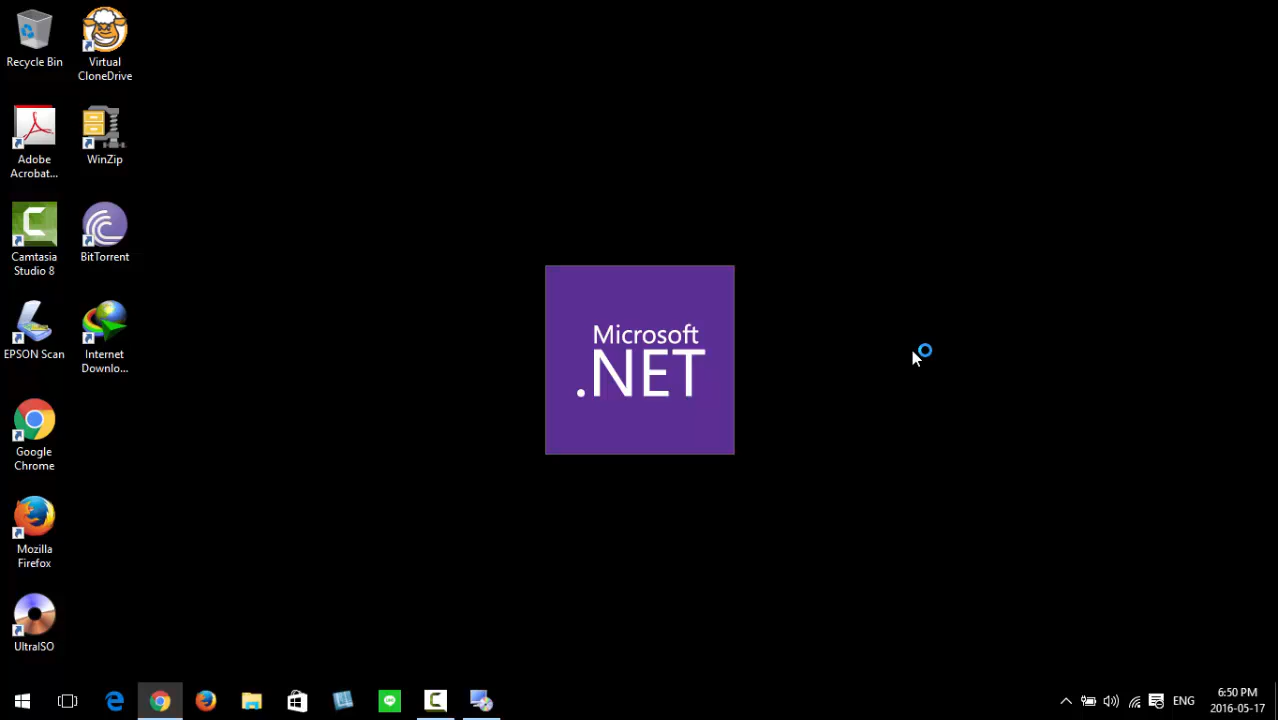 Recycle Bin
Virtual
CloneDrive
Adobe
Acrobat...
WinZip
Camtasia
Studio 8
BitTorrent
EPSON Scan
Internet
Downlo...
Google
Chrome
Mozilla
Firefox
UltraISO
Microsoft
.NET
ENG
6:50 PM
2016-05-17